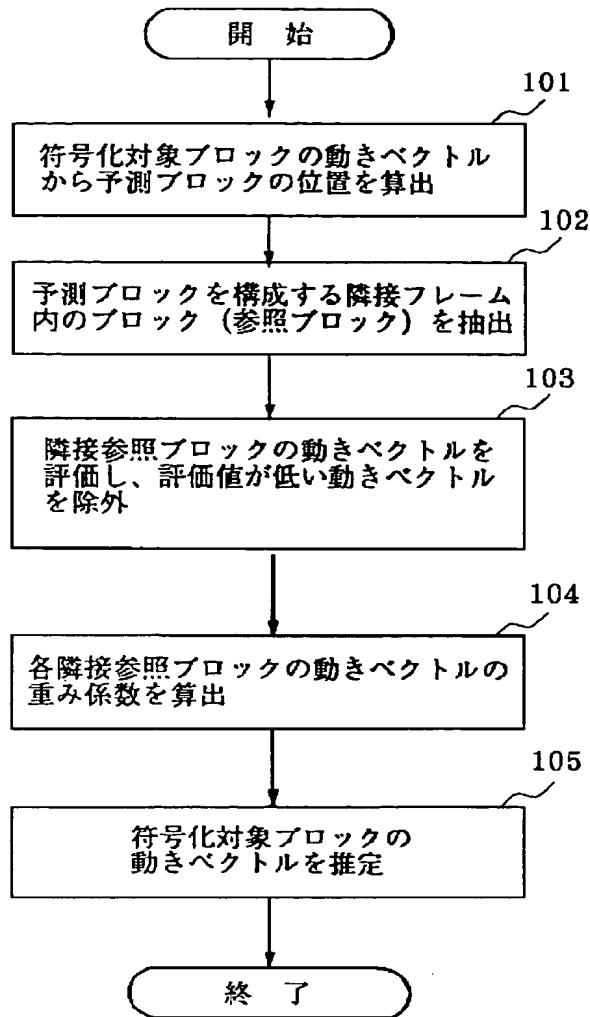 開 始
101
符号化対象ブロックの動きベクトル
から予測ブロックの位置を算出
102
予測ブロックを構成する隣接フレーム
内のブロック (参照ブロック) を抽出
103
隣接参照ブロックの動きベクトルを
評価し、評価値が低い動きベクトル
を除外
104
各隣接参照ブロックの動きベクトルの
重み係数を算出
105
符号化対象ブロックの
動きベクトルを推定
終 了